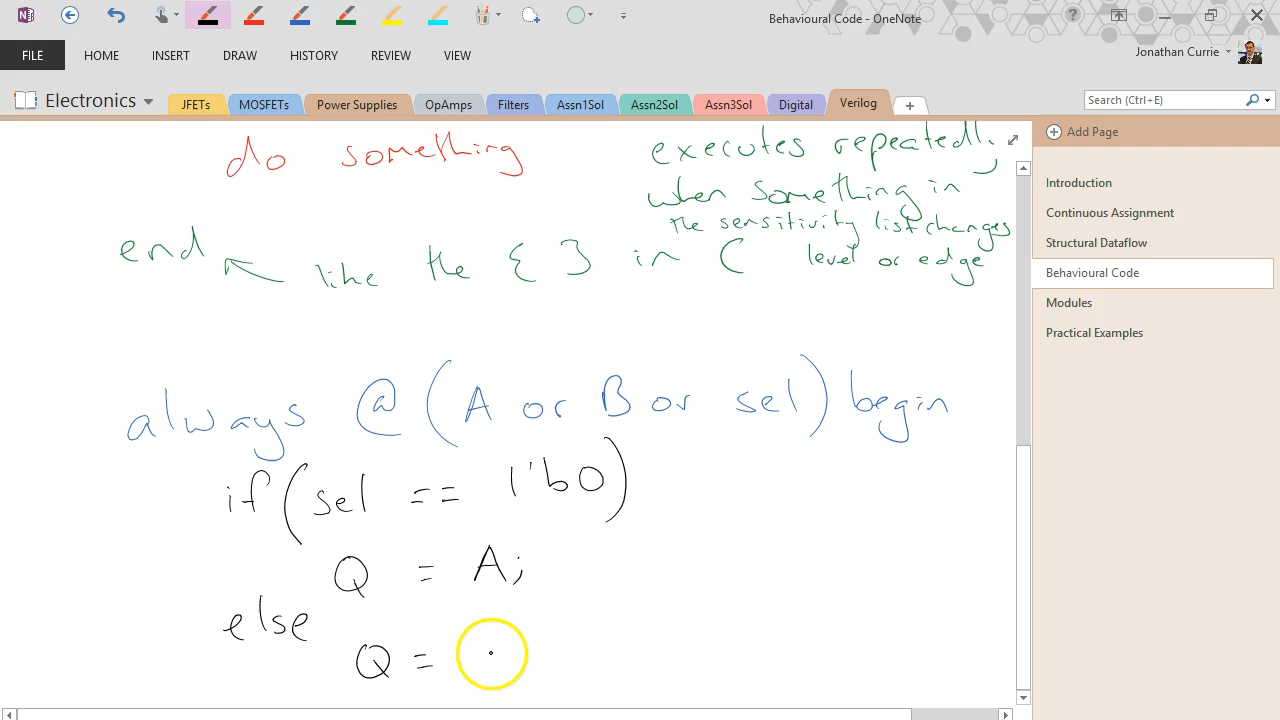 Behavioural Code - OneNote
?
Jonathan Currie
FILE
HOME
INSERT
DRAW
HISTORY
REVIEW
VIEW
Electronics
JFETs
MOSFETs
Power Supplies
OpAmps
Filters
Assn1Sol
Assn2Sol
Assn3Sol
Digital
Verilog
+
Search (Ctrl+E)
Add Page
Introduction
Continuous Assignment
Structural Dataflow
Behavioural Code
Modules
Practical Examples
do something
executes repeatedly
when something in
the sensitivity list changes
level or edge
end
like the { } in C
always @ (A or B or sel) begin
if (sel == 1'b0)
Q = A;
else
Q =